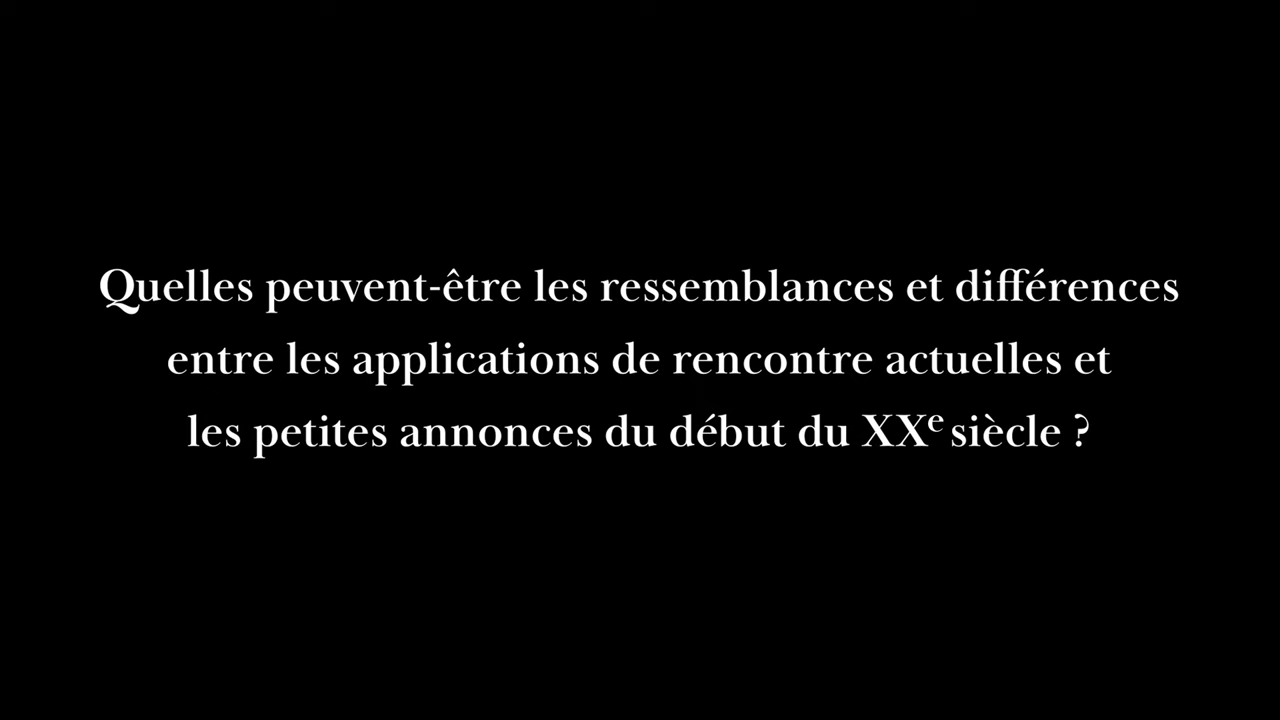 Quelles peuvent-être les ressemblances et différences
entre les applications de rencontre actuelles et
les petites annonces du début du XXe siècle ?